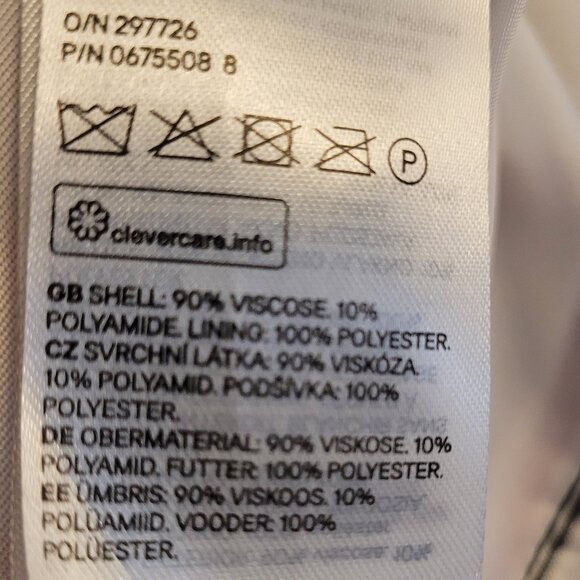 O/N 297726
P/N 0675508 8
P
clevercare.info
GB SHELL: 90% VISCOSE. 10%
POLYAMIDE. LINING: 100% POLYESTER.
CZ SVRCHNÍ LÁTKA: 90% VISKÓZA.
10% POLYAMID. PODŠÍVKA: 100%
POLYESTER.
DE OBERMATERIAL: 90% VISKOSE. 10%
POLYAMID. FUTTER: 100% POLYESTER.
EE ÜMBRIS: 90% VISKOOS. 10%
POLÜAMIID. VOODER: 100%
POLÜESTER.